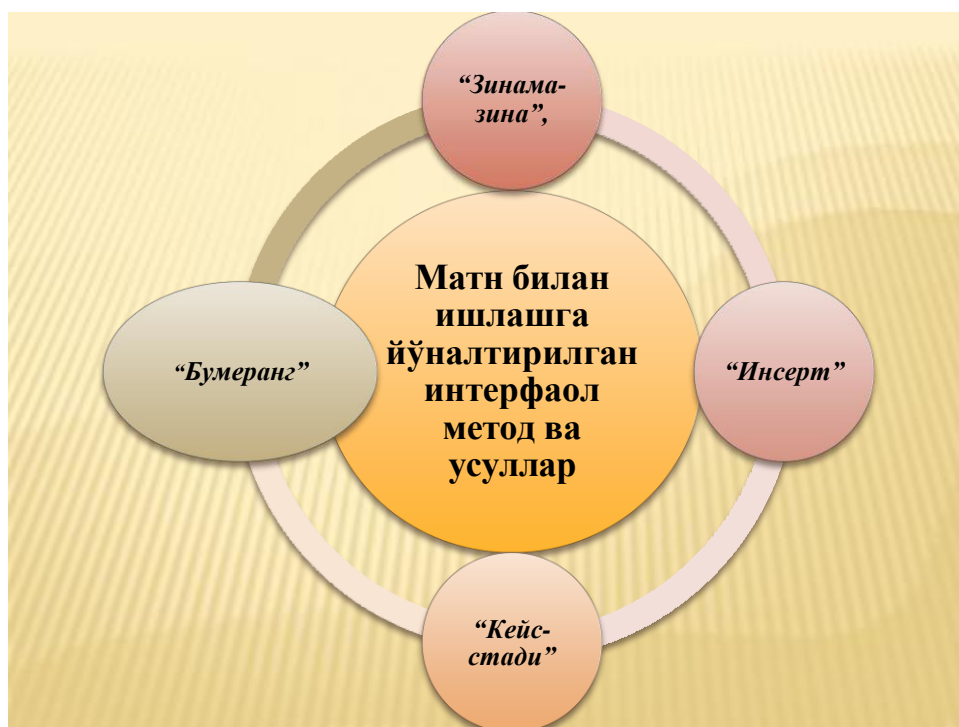 “Зинама-
зина”,
Матн билан
ишлашга
йўналтирилган
интерфаол
метод ва
усуллар
“Бумеранг”
“Инсерт”
“Кейс-
стади”